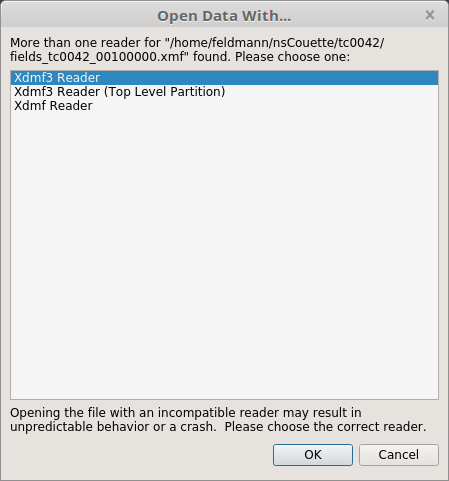 Open Data With...
More than one reader for "/home/feldmann/nsCouette/tc0042/
fields_tc0042_00100000.xmf" found. Please choose one:
Xdmf3 Reader
Xdmf3 Reader (Top Level Partition)
Xdmf Reader
Opening the file with an incompatible reader may result in
unpredictable behavior or a crash.  Please choose the correct reader.
OK
Cancel